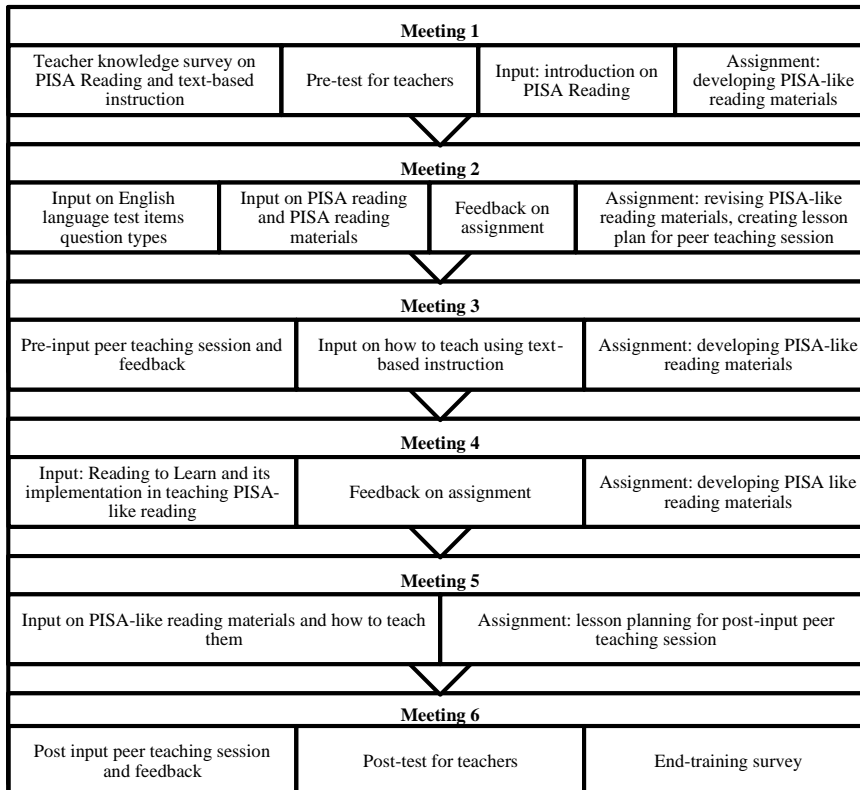 Meeting 1
Teacher knowledge survey on
PISA Reading and text-based
instruction
Pre-test for teachers
Input: introduction on
PISA Reading
Assignment:
developing PISA-like
reading materials
Meeting 2
Input on English
language test items
question types
Input on PISA reading
and PISA reading
materials
Feedback on
assignment
Assignment: revising PISA-like
reading materials, creating lesson
plan for peer teaching session
Meeting 3
Pre-input peer teaching session and
feedback
Input on how to teach using text-
based instruction
Assignment: developing PISA-like
reading materials
Meeting 4
Input: Reading to Learn and its
implementation in teaching PISA-
like reading
Feedback on assignment
Assignment: developing PISA like
reading materials
Meeting 5
Input on PISA-like reading materials and how to teach
them
Assignment: lesson planning for post-input peer
teaching session
Meeting 6
Post input peer teaching session
and feedback
Post-test for teachers
End-training survey